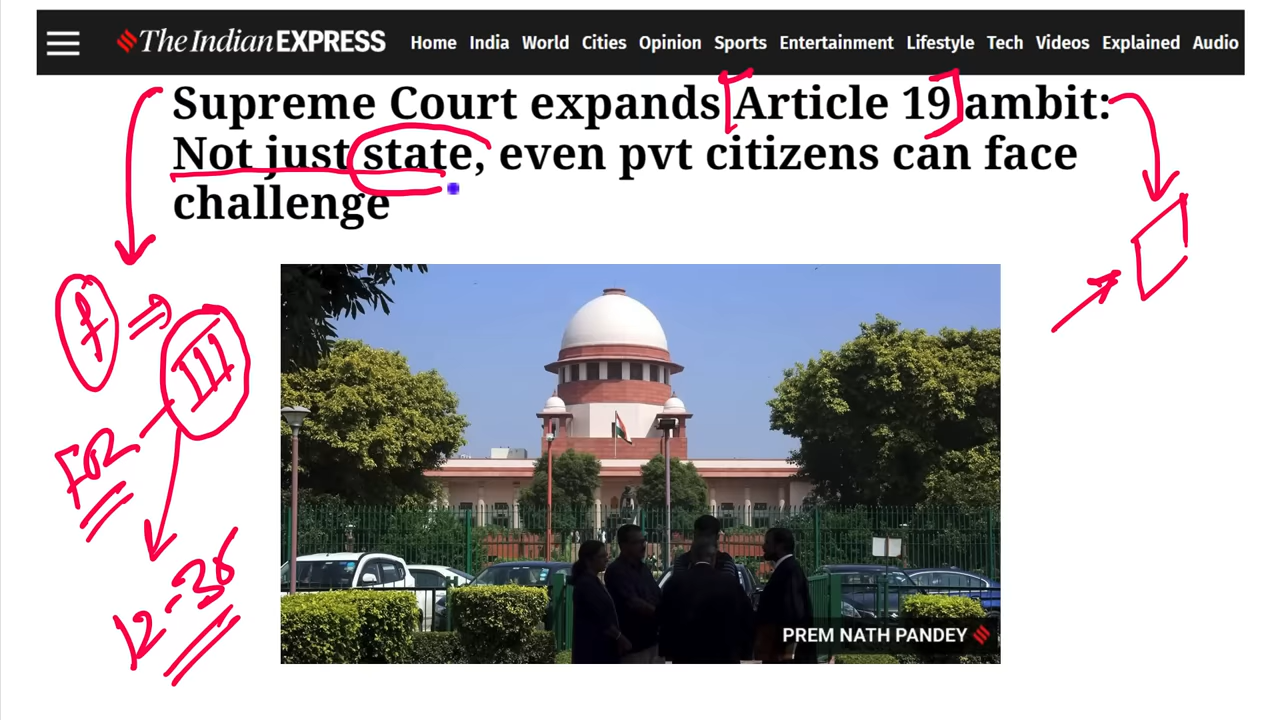 The Indian EXPRESS Home India World Cities Opinion Sports Entertainment Lifestyle Tech Videos Explained Audio
Supreme Court expands [Article 19] ambit:
Not just state, even pvt citizens can face
challenge
III
FR
12-35
PREM NATH PANDEY